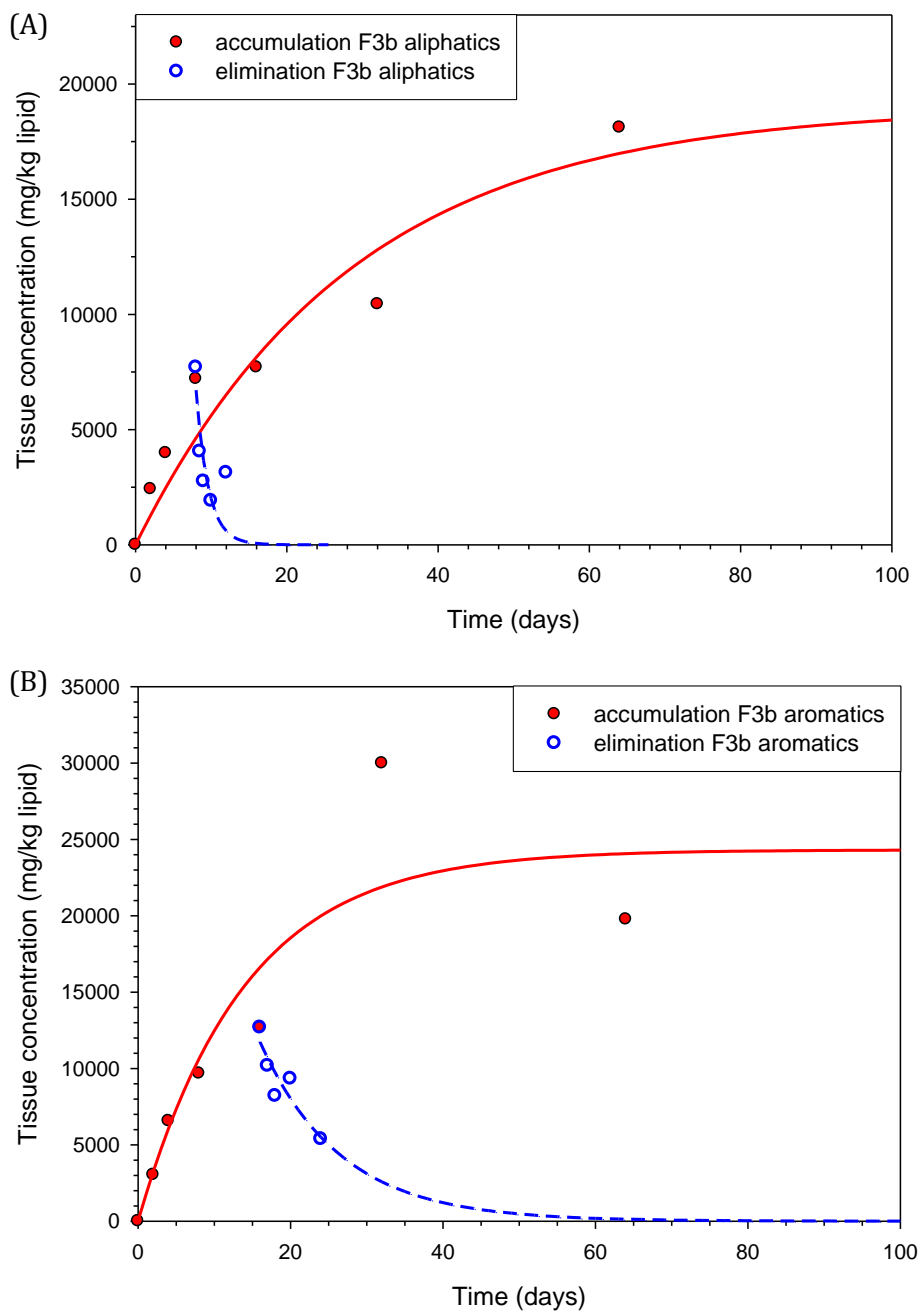 (A)
accumulation F3b aliphatics
elimination F3b aliphatics
Tissue concentration (mg/kg lipid)
20000
15000
10000
5000
0
0 20 40 60 80 100
Time (days)
(B)
accumulation F3b aromatics
elimination F3b aromatics
Tissue concentration (mg/kg lipid)
35000
30000
25000
20000
15000
10000
5000
0
0 20 40 60 80 100
Time (days)